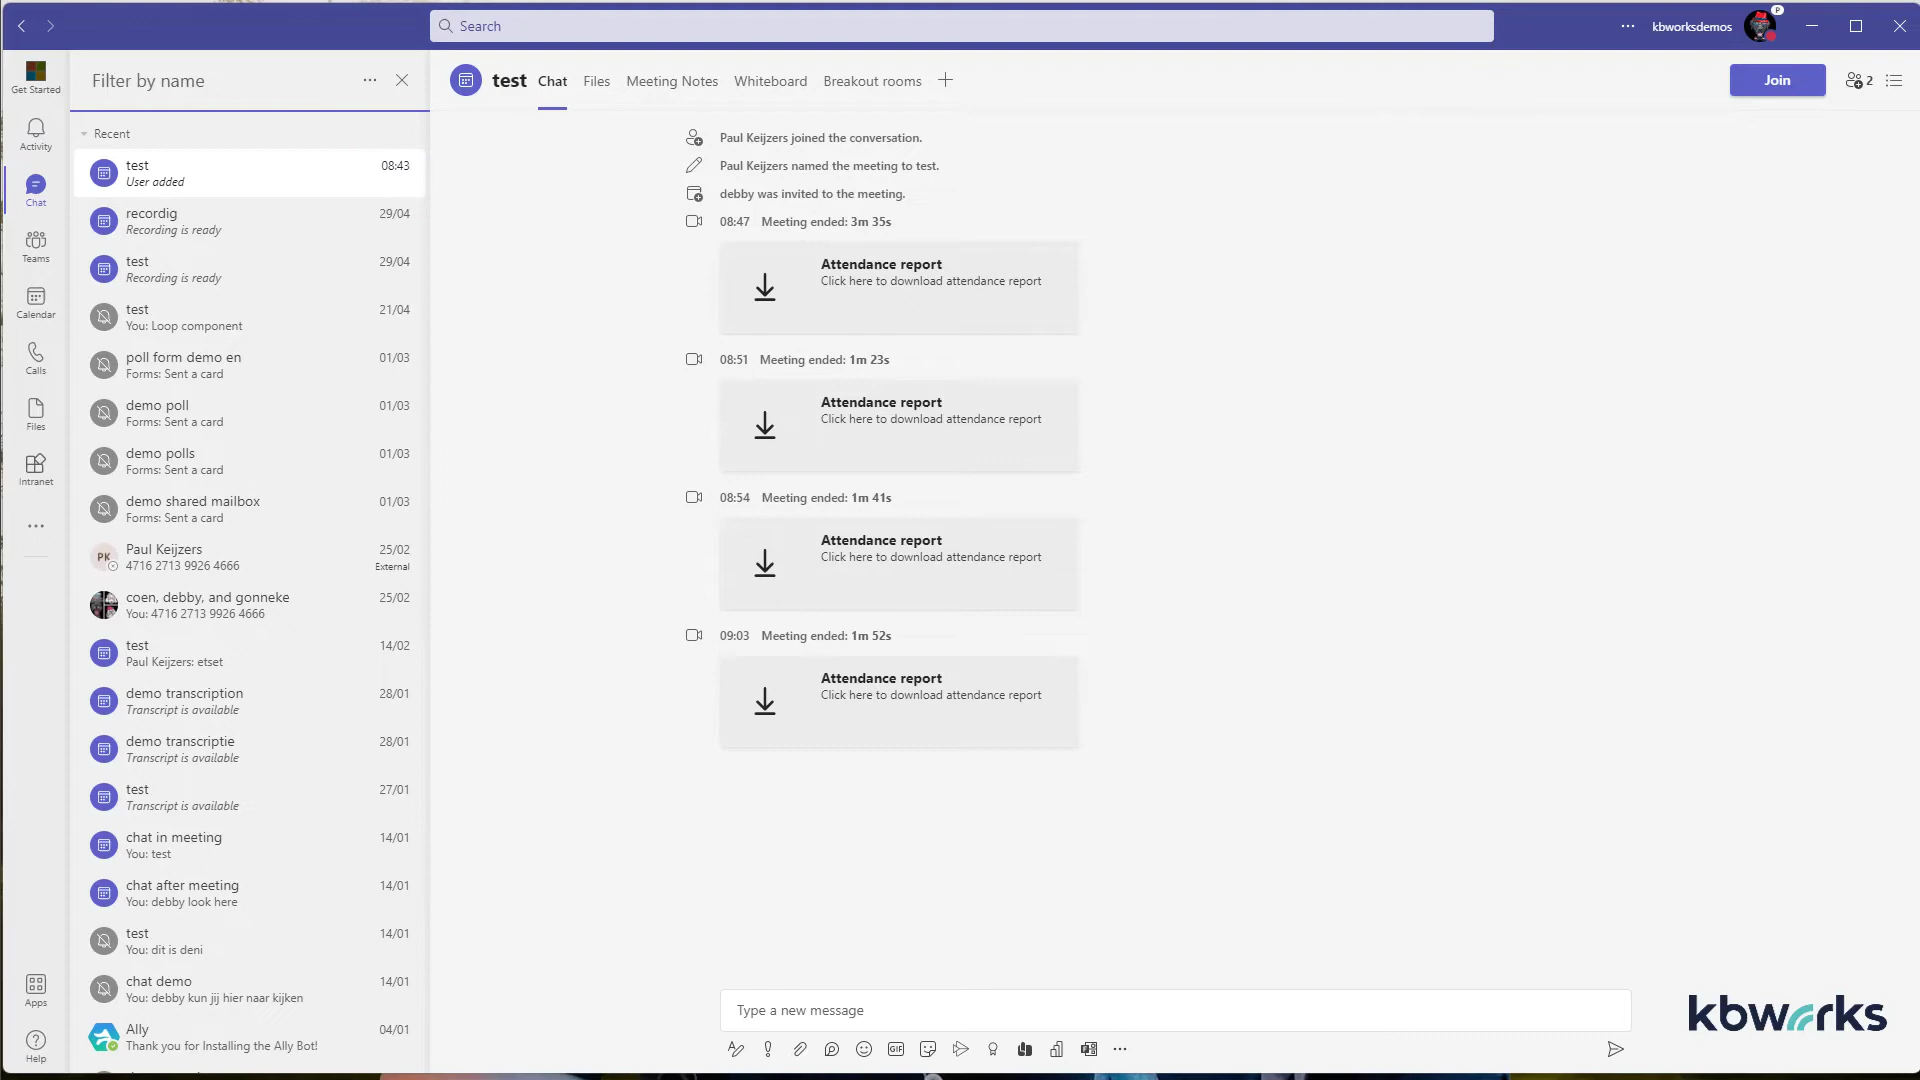 Search
kbworksdemos
P
Get Started
Activity
Chat
Teams
Calendar
Calls
Files
Intranet
Apps
Help
Filter by name
Recent
test 08:43
User added
recordig 29/04
Recording is ready
test 29/04
Recording is ready
test 21/04
You: Loop component
poll form demo en 01/03
Forms: Sent a card
demo poll 01/03
Forms: Sent a card
demo polls 01/03
Forms: Sent a card
demo shared mailbox 01/03
Forms: Sent a card
PK
Paul Keijzers 25/02
4716 2713 9926 4666 External
coen, debby, and gonneke 25/02
You: 4716 2713 9926 4666
test 14/02
Paul Keijzers: etset
demo transcription 28/01
Transcript is available
demo transcriptie 28/01
Transcript is available
test 27/01
Transcript is available
chat in meeting 14/01
You: test
chat after meeting 14/01
You: debby look here
test 14/01
You: dit is deni
chat demo 14/01
You: debby kun jij hier naar kijken
Ally 04/01
Thank you for Installing the Ally Bot!
test Chat Files Meeting Notes Whiteboard Breakout rooms
Join 2
Paul Keijzers joined the conversation.
Paul Keijzers named the meeting to test.
debby was invited to the meeting.
08:47 Meeting ended: 3m 35s
Attendance report
Click here to download attendance report
08:51 Meeting ended: 1m 23s
Attendance report
Click here to download attendance report
08:54 Meeting ended: 1m 41s
Attendance report
Click here to download attendance report
09:03 Meeting ended: 1m 52s
Attendance report
Click here to download attendance report
Type a new message
GIF
kbworks